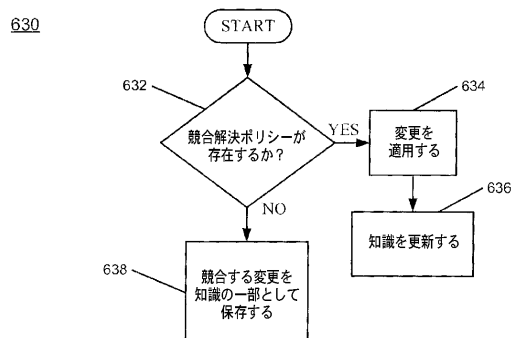 630
START
632
競合解決ポリシーが
存在するか？
YES
634
変更を
適用する
636
知識を更新する
NO
638
競合する変更を
知識の一部として
保存する